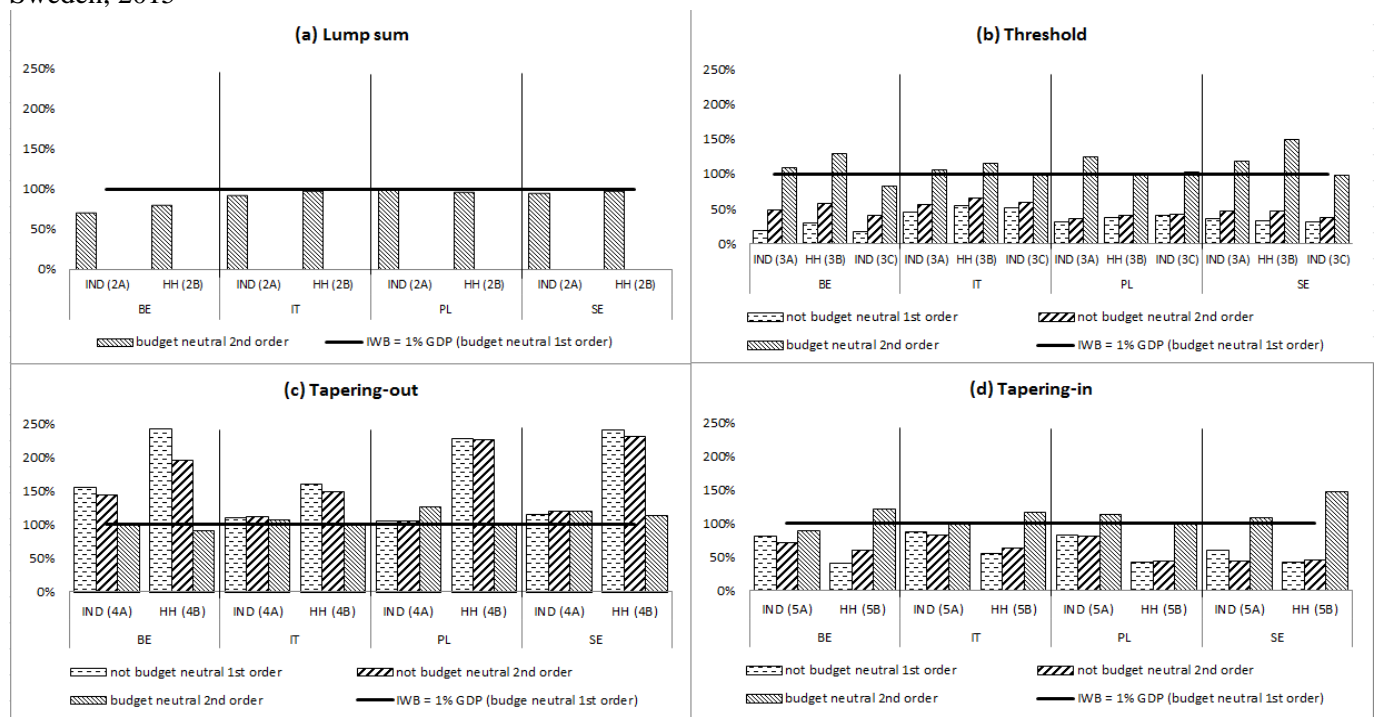 Sweden, 2015
(a) Lump sum
250%
200%
150%
100%
50%
0%
IND (2A) HH (2B) IND (2A) HH (2B) IND (2A) HH (2B) IND (2A) HH (2B)
BE IT PL SE
budget neutral 2nd order IWB = 1% GDP (budget neutral 1st order)
(b) Threshold
250%
200%
150%
100%
50%
0%
IND (3A) HH (3B) IND (3C) IND (3A) HH (3B) IND (3C) IND (3A) HH (3B) IND (3C) IND (3A) HH (3B) IND (3C)
BE IT PL SE
not budget neutral 1st order not budget neutral 2nd order
budget neutral 2nd order IWB = 1% GDP (budget neutral 1st order)
(c) Tapering-out
250%
200%
150%
100%
50%
0%
IND (4A) HH (4B) IND (4A) HH (4B) IND (4A) HH (4B) IND (4A) HH (4B)
BE IT PL SE
not budget neutral 1st order not budget neutral 2nd order
budget neutral 2nd order IWB = 1% GDP (budge neutral 1st order)
(d) Tapering-in
250%
200%
150%
100%
50%
0%
IND (5A) HH (5B) IND (5A) HH (5B) IND (5A) HH (5B) IND (5A) HH (5B)
BE IT PL SE
not budget neutral 1st order not budget neutral 2nd order
budget neutral 2nd order IWB = 1% GDP (budget neutral 1st order)